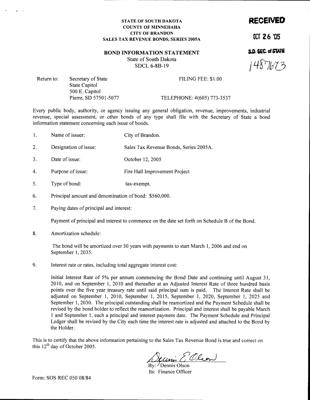 STATE OF SOUTH DAKOTA
COUNTY OF MINNEHAHA
CITY OF BRANDON
SALES TAX REVENUE BONDS, SERIES 2005A
RECEIVED
OCT 26 '05
S.D. SEC. of STATE
1487673
BOND INFORMATION STATEMENT
State of South Dakota
SDCL 6-8B-19
Return to: Secretary of State FILING FEE: $1.00
State Capitol
500 E. Capitol
Pierre, SD 57501-5077 TELEPHONE: #(605) 773-3537
Every public body, authority, or agency issuing any general obligation, revenue, improvements, industrial
revenue, special assessment, or other bonds of any type shall file with the Secretary of State a bond
information statement concerning each issue of bonds.
1. Name of issuer: City of Brandon.
2. Designation of issue: Sales Tax Revenue Bonds, Series 2005A.
3. Date of issue: October 12, 2005
4. Purpose of issue: Fire Hall Improvement Project
5. Type of bond: tax-exempt.
6. Principal amount and denomination of bond: $560,000.
7. Paying dates of principal and interest:
Payment of principal and interest to commence on the date set forth on Schedule B of the Bond.
8. Amortization schedule:
The bond will be amortized over 30 years with payments to start March 1, 2006 and end on
September 1, 2035.
9. Interest rate or rates, including total aggregate interest cost:
Initial Interest Rate of 5% per annum commencing the Bond Date and continuing until August 31,
2010, and on September 1, 2010 and thereafter at an Adjusted Interest Rate of three hundred basis
points over the five year treasury rate until said principal sum is paid. The Interest Rate shall be
adjusted on September 1, 2010, September 1, 2015, September 1, 2020, September 1, 2025 and
September 1, 2030. The principal outstanding shall be reamortized and the Payment Schedule shall be
revised by the bond holder to reflect the reamortization. Principal and interest shall be payable March
1 and September 1, each a principal and interest payment date. The Payment Schedule and Principal
Ledger shall be revised by the City each time the interest rate is adjusted and attached to the Bond by
the Holder.
This is to certify that the above information pertaining to the Sales Tax Revenue Bond is true and correct on
this 12th day of October 2005.
Dennis E. Olson
By: Dennis Olson
Its: Finance Officer
Form: SOS REC 050 08/84